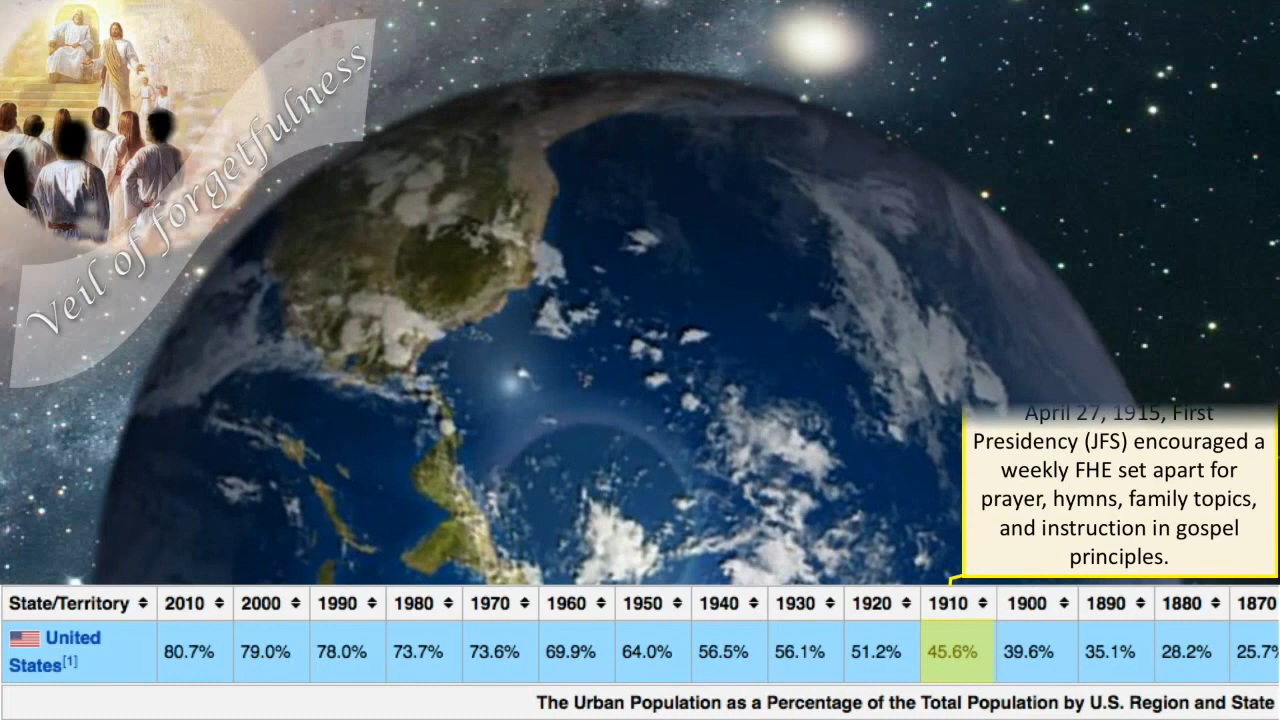 Veil of forgetfulness
April 27, 1915, First
Presidency (JFS) encouraged a
weekly FHE set apart for
prayer, hymns, family topics,
and instruction in gospel
principles.
State/Territory 2010 2000 1990 1980 1970 1960 1950 1940 1930 1920 1910 1900 1890 1880 1870
United
States[1] 80.7% 79.0% 78.0% 73.7% 73.6% 69.9% 64.0% 56.5% 56.1% 51.2% 45.6% 39.6% 35.1% 28.2% 25.7%
The Urban Population as a Percentage of the Total Population by U.S. Region and State